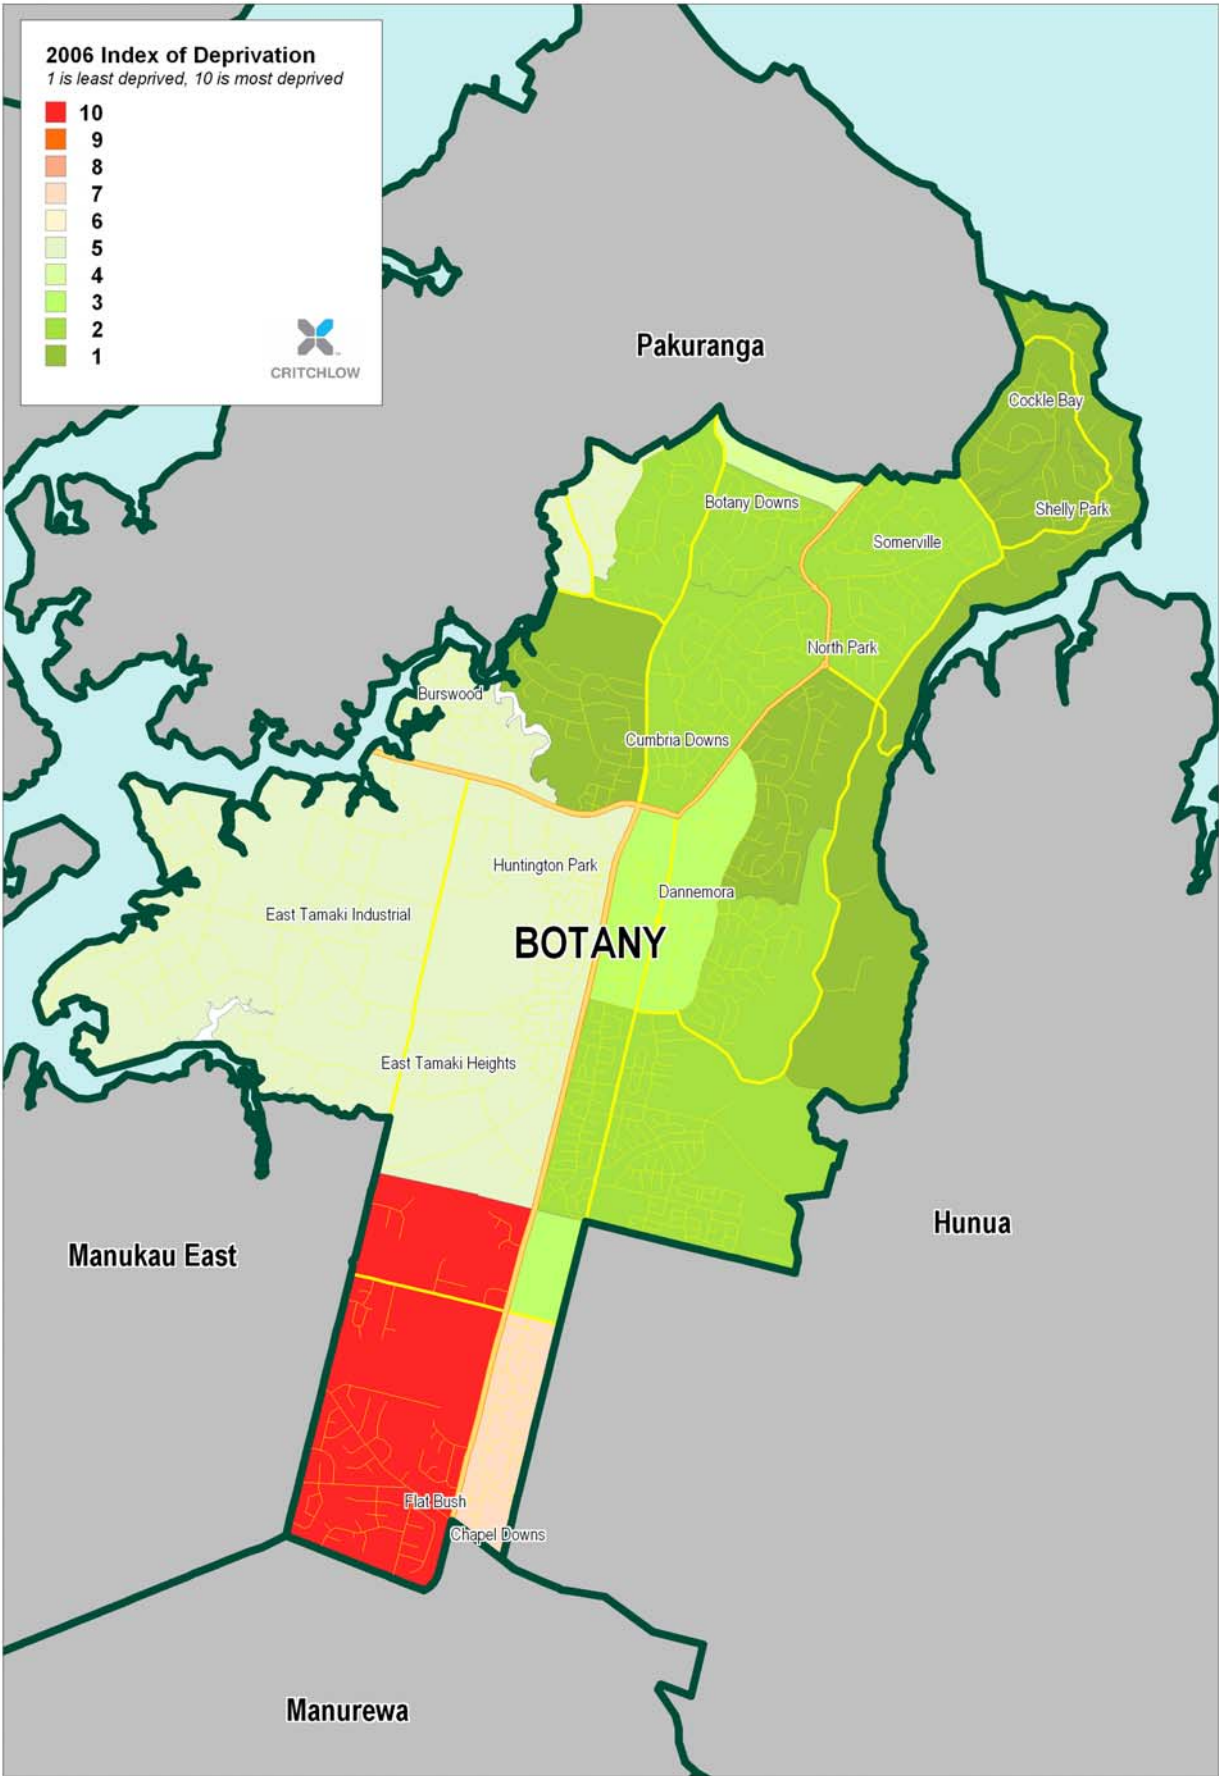 2006 Index of Deprivation
1 is least deprived, 10 is most deprived
10
9
8
7
6
5
4
3
2
1
CRITCHLOW
Pakuranga
Cockle Bay
Botany Downs
Shelly Park
Somerville
North Park
Burswood
Cumbria Downs
Huntington Park
Dannemora
East Tamaki Industrial
BOTANY
East Tamaki Heights
Hunua
Manukau East
Flat Bush
Chapel Downs
Manurewa